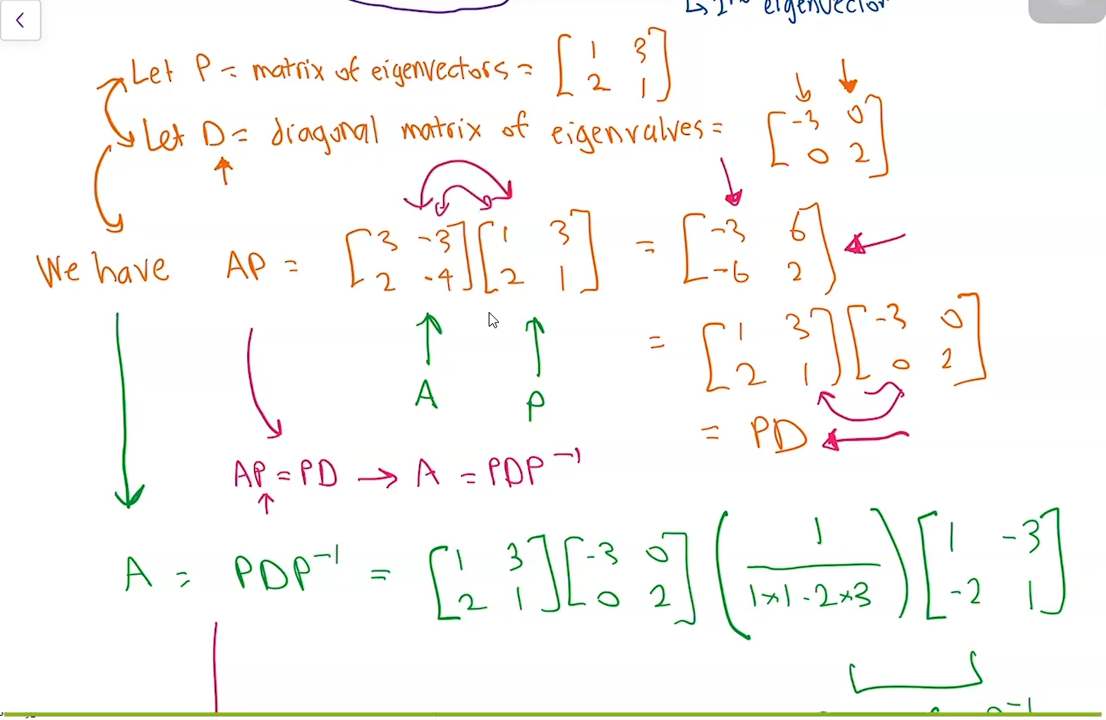 ↳ 2nd eigenvector
Let P = matrix of eigenvectors = [1 3; 2 1]
Let D = diagonal matrix of eigenvalves = [-3 0; 0 2]
We have AP = [3 -3; 2 -4] [1 3; 2 1] = [-3 6; -6 2]
= [1 3; 2 1] [-3 0; 0 2]
A P
= PD
AP = PD → A = PDP⁻¹
A = PDP⁻¹ = [1 3; 2 1] [-3 0; 0 2] (1/(1×1-2×3)) [1 -3; -2 1]